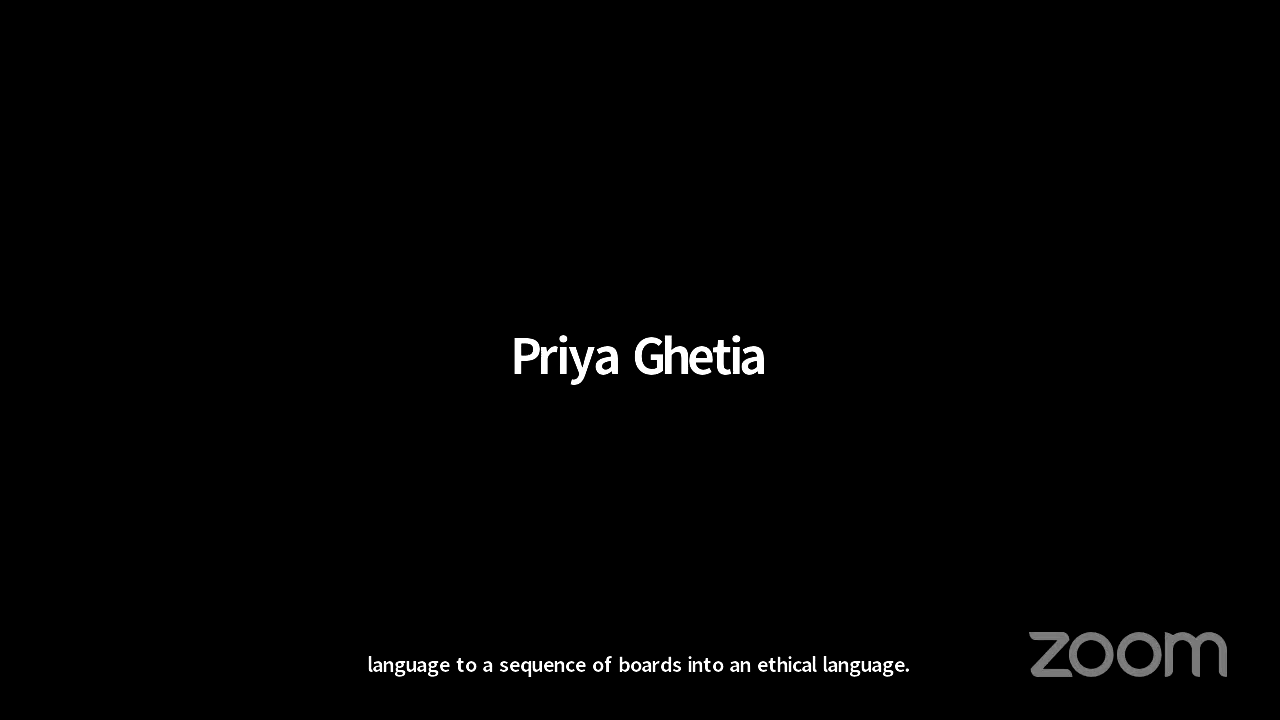 Priya Ghetia
language to a sequence of boards into an ethical language.
zoom